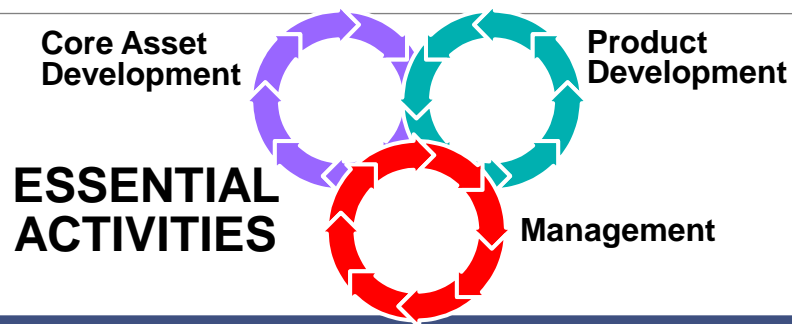 Core Asset
Development
Product
Development
ESSENTIAL
ACTIVITIES
Management